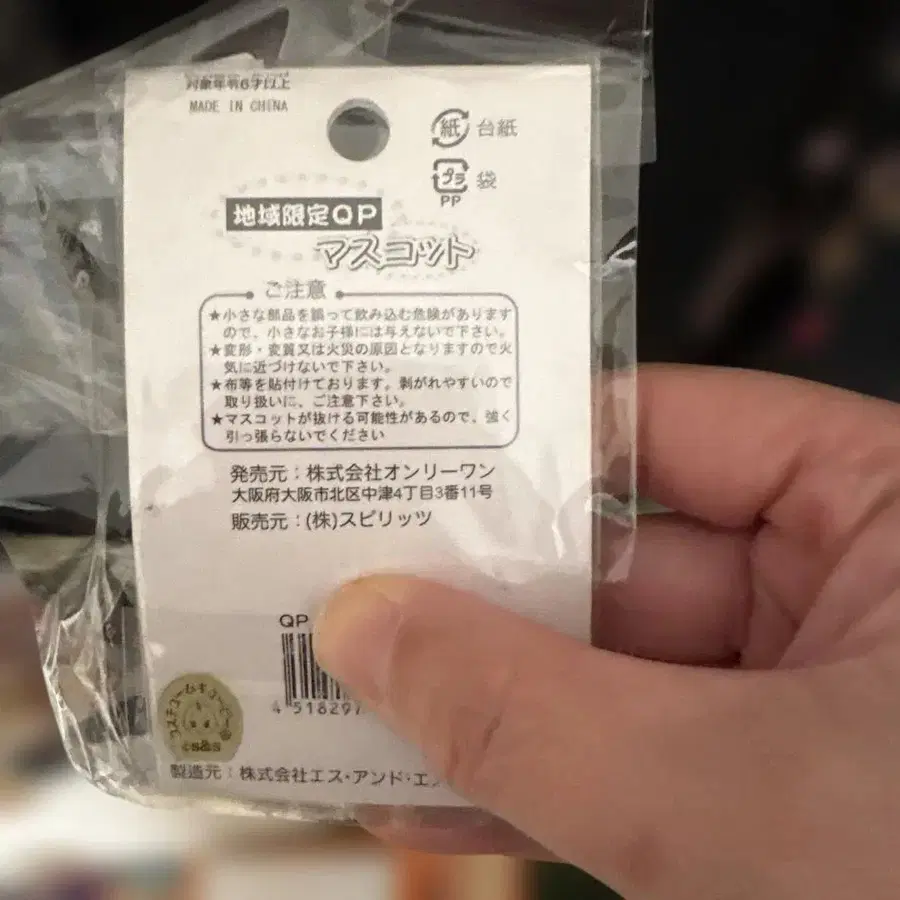 対象年令6才以上
MADE IN CHINA
紙 台紙
プラ 袋
PP
地域限定QP
マスコット
ご注意
★小さな部品を誤って飲み込む危険があります
ので、小さなお子様には与えないで下さい。
★変形・変質又は火災の原因となりますので火
気に近づけないで下さい。
★布等を貼付けております。剥がれやすいので
取り扱いに、ご注意下さい。
★マスコットが抜ける可能性があるので、強く
引っ張らないでください
発売元：株式会社オンリーワン
大阪府大阪市北区中津4丁目3番11号
販売元：(株)スピリッツ
QP
4 518297
©s&s
製造元：株式会社エス・アンド・エ